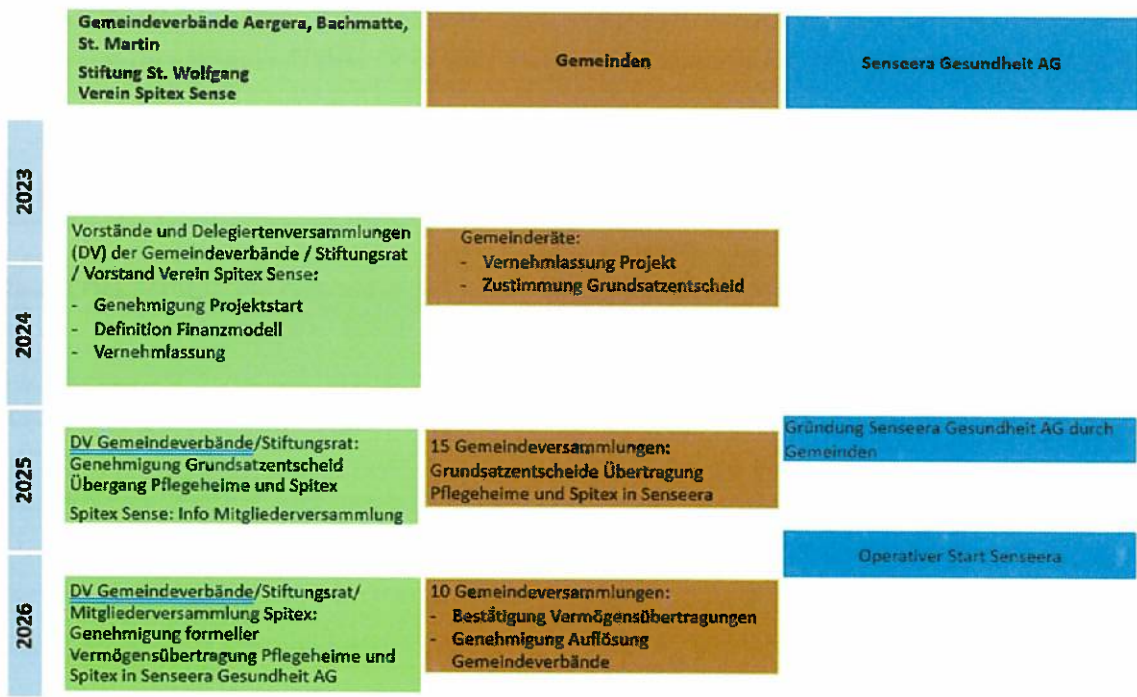 Gemeindeverbände Aergera, Bachmatte,
St. Martin
Stiftung St. Wolfgang
Verein Spitex Sense
Gemeinden
Senseera Gesundheit AG
2023
2024
Vorstände und Delegiertenversammlungen
(DV) der Gemeindeverbände / Stiftungsrat
/ Vorstand Verein Spitex Sense:
- Genehmigung Projektstart
- Definition Finanzmodell
- Vernehmlassung
Gemeinderäte:
- Vernehmlassung Projekt
- Zustimmung Grundsatzentscheid
2025
DV Gemeindeverbände/Stiftungsrat:
Genehmigung Grundsatzentscheid
Übergang Pflegeheime und Spitex
Spitex Sense: Info Mitgliederversammlung
15 Gemeindeversammlungen:
Grundsatzentscheide Übertragung
Pflegeheime und Spitex in Senseera
Gründung Senseera Gesundheit AG durch
Gemeinden
Operativer Start Senseera
2026
DV Gemeindeverbände/Stiftungsrat/
Mitgliederversammlung Spitex:
Genehmigung formeller
Vermögensübertragung Pflegeheime und
Spitex in Senseera Gesundheit AG
10 Gemeindeversammlungen:
- Bestätigung Vermögensübertragungen
- Genehmigung Auflösung
Gemeindeverbände